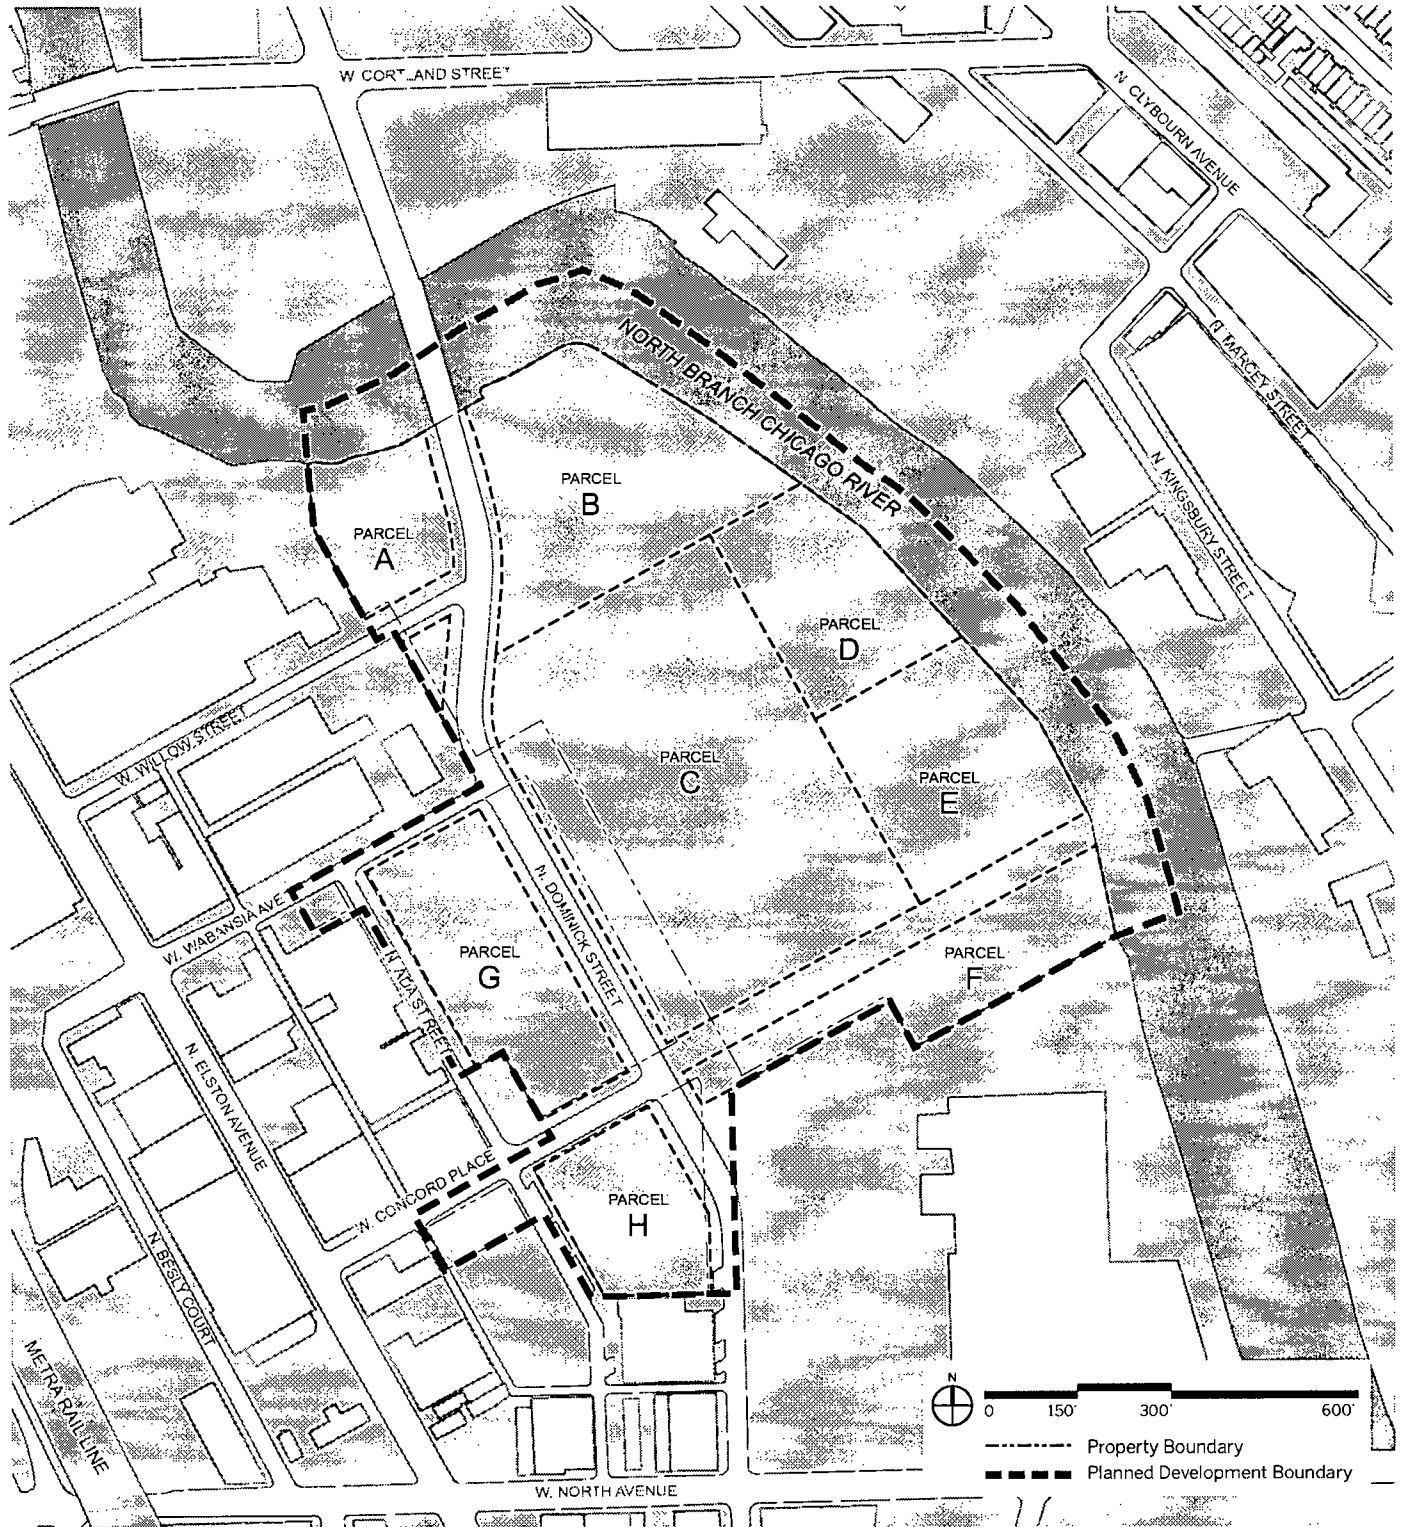 W. CORTLAND STREET
N. CLYBOURN AVENUE
NORTH BRANCH CHICAGO RIVER
N. MARCEY STREET
N. KINGSBURY STREET
PARCEL
B
PARCEL
A
PARCEL
D
W. WILLOW STREET
PARCEL
C
PARCEL
E
N. DOMINICK STREET
W. WABANSIA AVE
PARCEL
G
N. ADA STREET
PARCEL
F
N. ELSTON AVENUE
W. CONCORD PLACE
PARCEL
H
N. BESLY COURT
METRA RAIL LINE
N
0 150' 300' 600'
Property Boundary
Planned Development Boundary
W. NORTH AVENUE